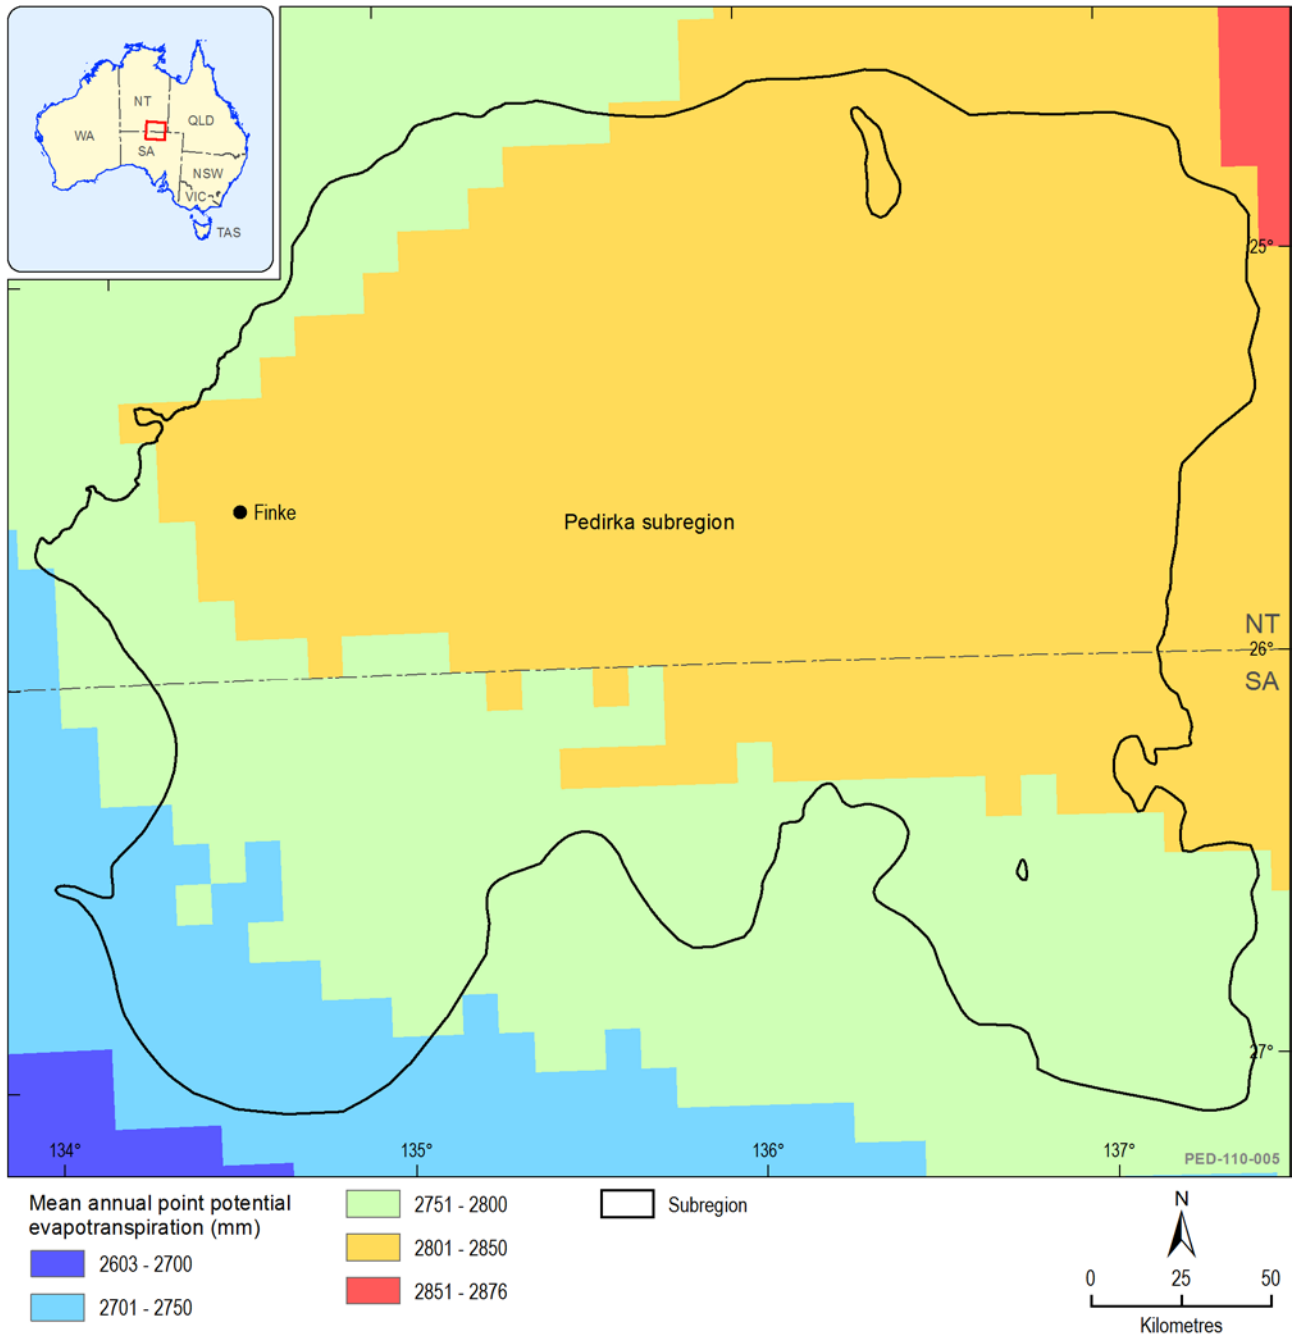 NT
WA
QLD
SA
NSW
VIC
TAS
25°
Finke
Pedirka subregion
NT
26°
SA
27°
134°
135°
136°
137°
PED-110-005
Mean annual point potential
evapotranspiration (mm)
2603 - 2700
2701 - 2750
2751 - 2800
2801 - 2850
2851 - 2876
Subregion
N
0 25 50
Kilometres